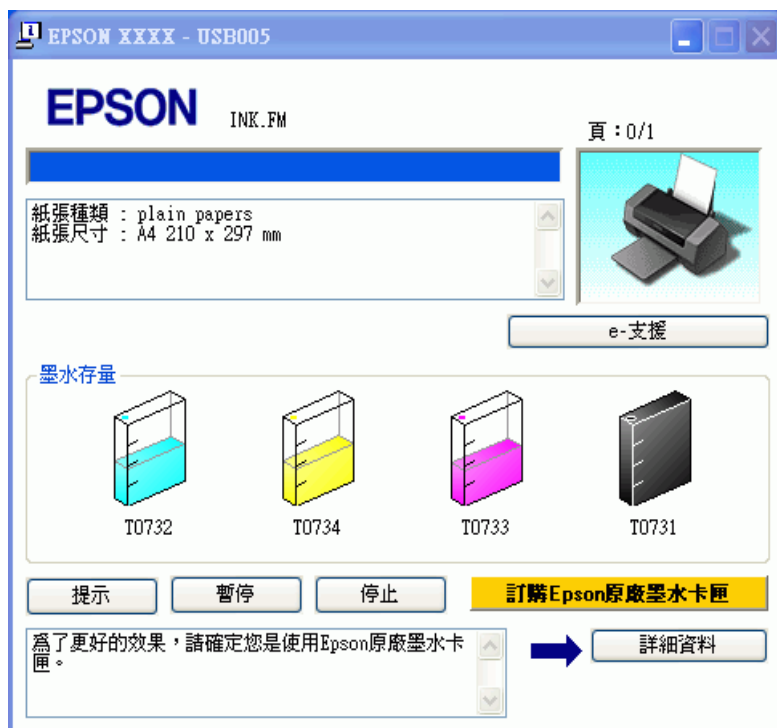 EPSON XXXX - USB005
EPSON
INK.FM
頁：0/1
紙張種類 : plain papers
紙張尺寸 : A4 210 x 297 mm
e-支援
墨水存量
T0732
T0734
T0733
T0731
提示
暫停
停止
訂購Epson原廠墨水卡匣
為了更好的效果，請確定您是使用Epson原廠墨水卡
匣。
詳細資料